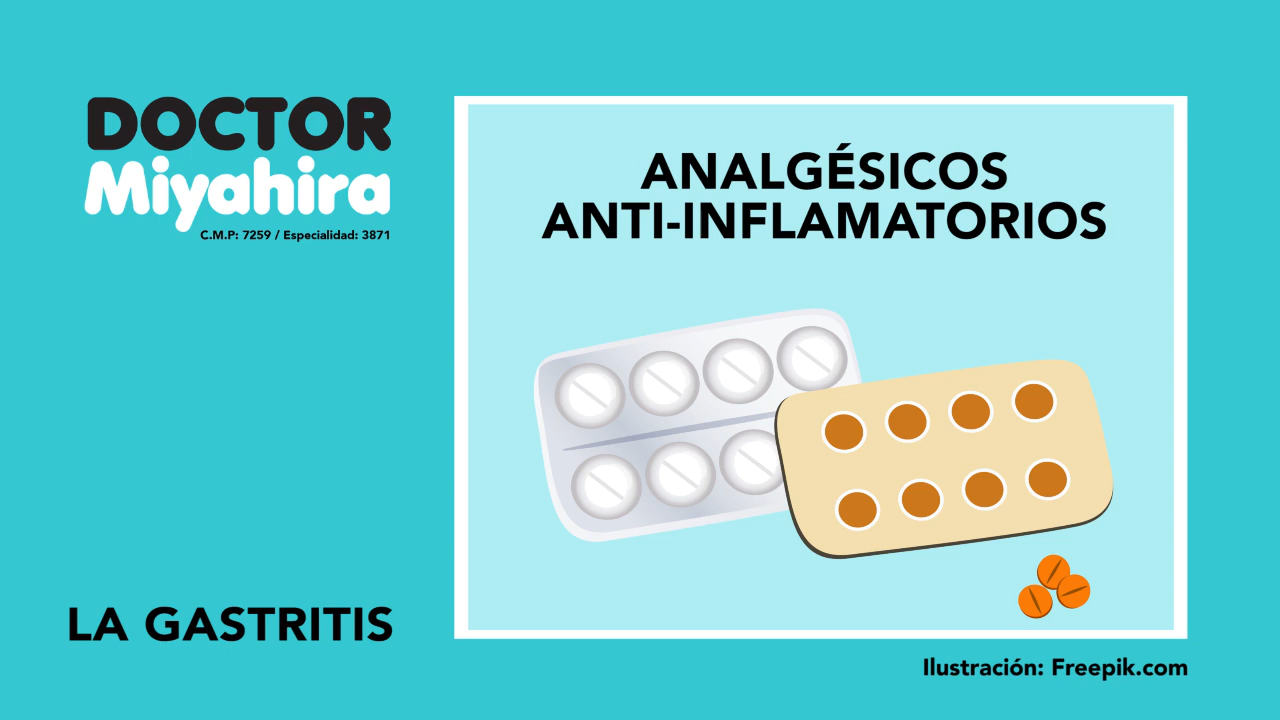 DOCTOR
Miyahira
C.M.P: 7259 / Especialidad: 3871
ANALGÉSICOS
ANTI-INFLAMATORIOS
LA GASTRITIS
Ilustración: Freepik.com